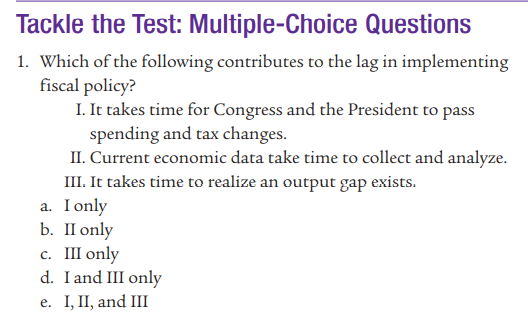 Tackle the Test: Multiple-Choice Questions
1. Which of the following contributes to the lag in implementing
fiscal policy?
I. It takes time for Congress and the President to pass
spending and tax changes.
II. Current economic data take time to collect and analyze.
III. It takes time to realize an output gap exists.
a. I only
b. II only
c. III only
d. I and III only
e. I, II, and III